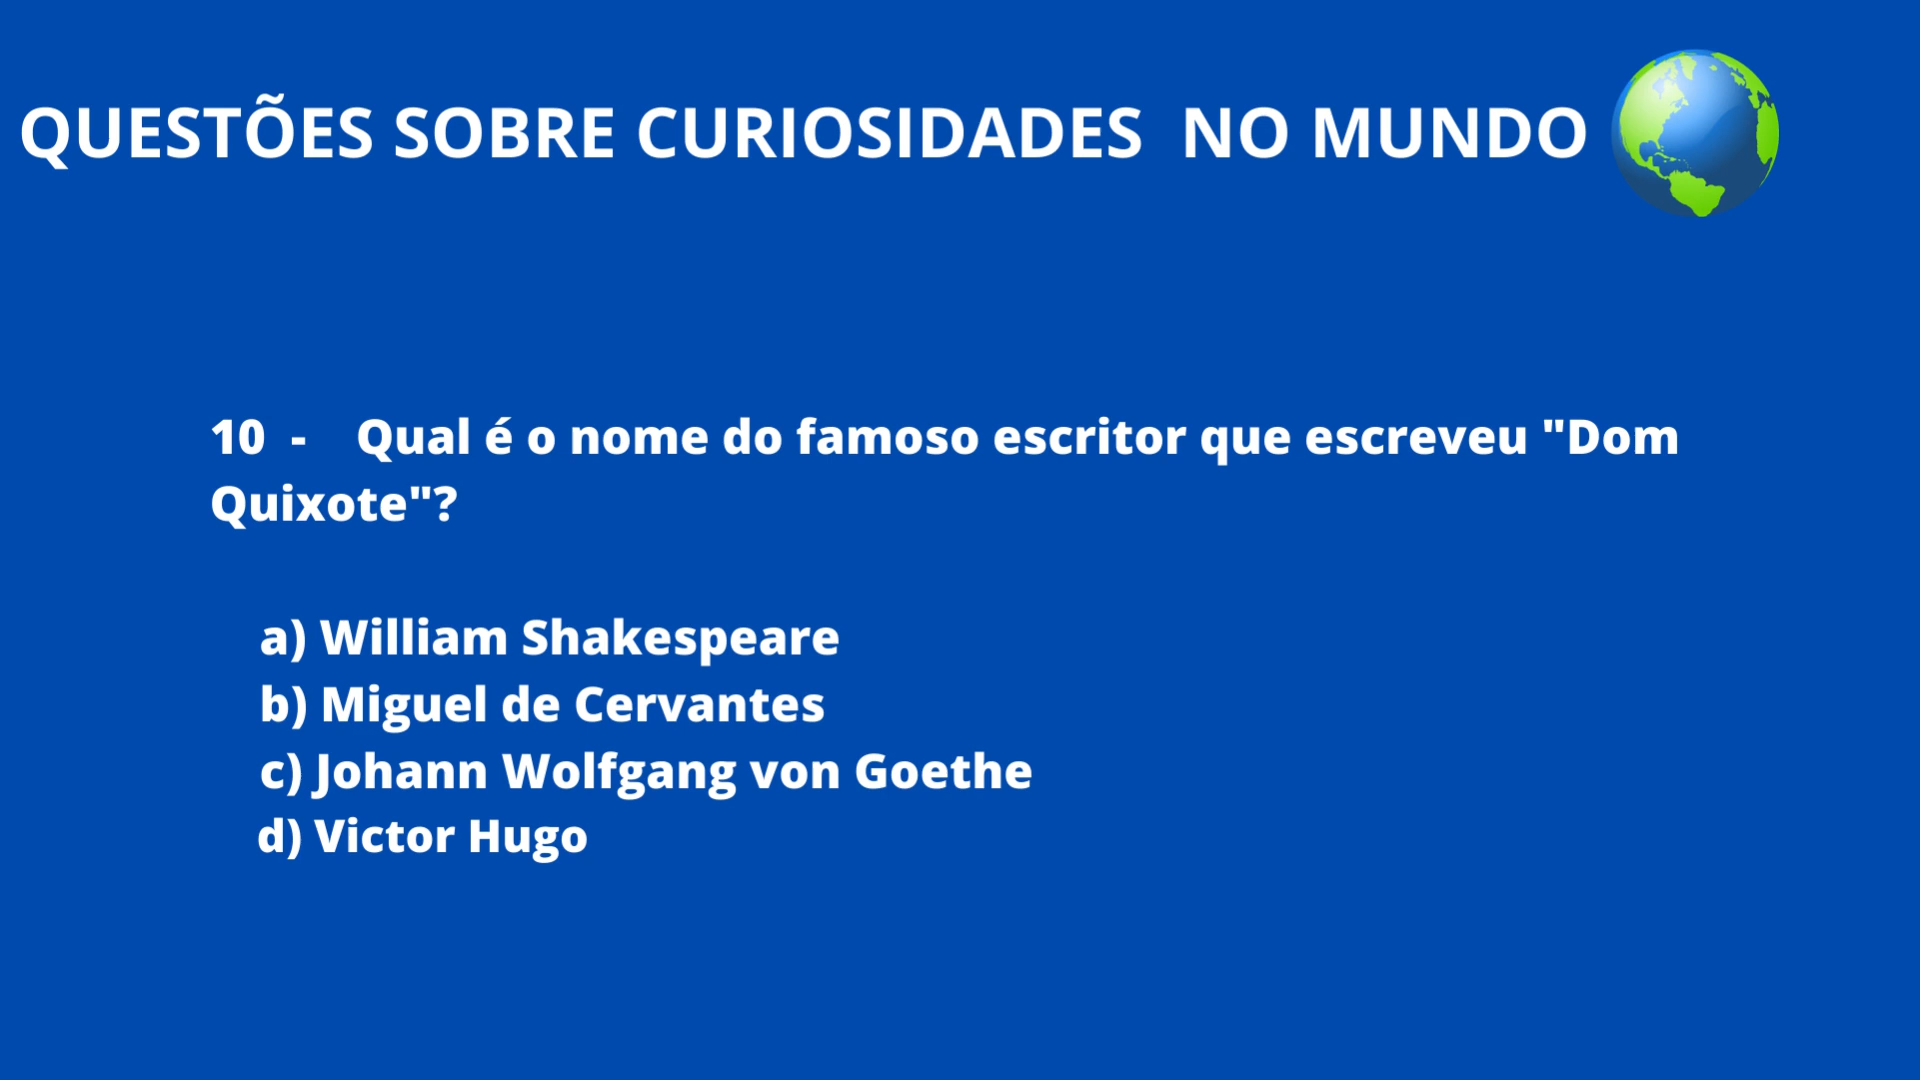 QUESTÕES SOBRE CURIOSIDADES  NO MUNDO
10  -    Qual é o nome do famoso escritor que escreveu "Dom
Quixote"?
a) William Shakespeare
b) Miguel de Cervantes
c) Johann Wolfgang von Goethe
d) Victor Hugo